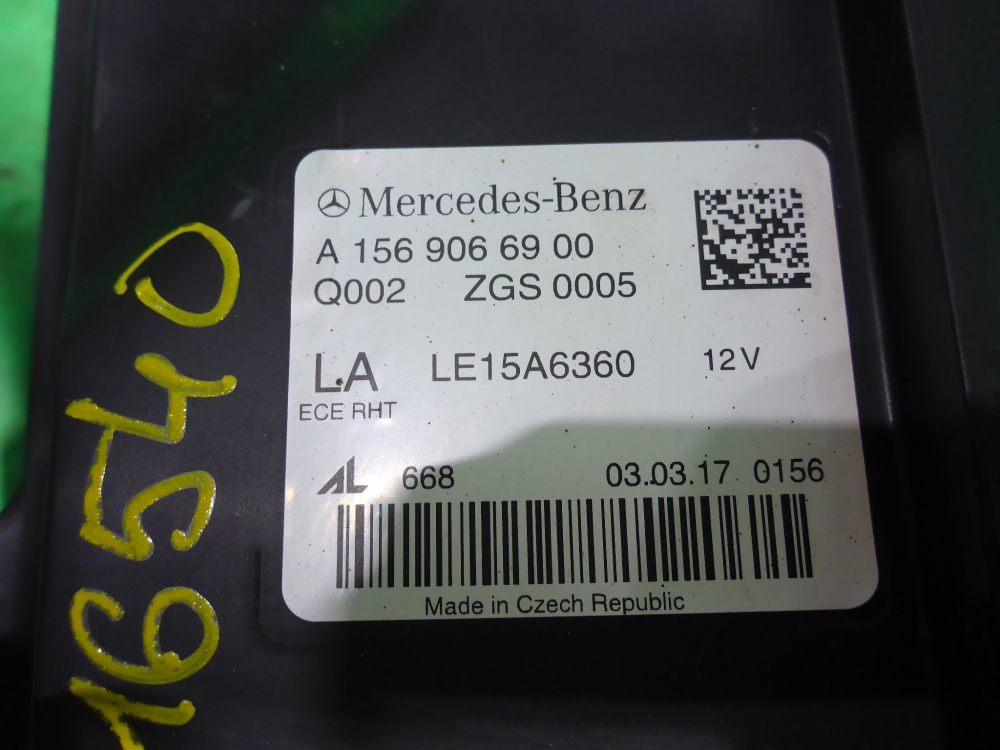 Mercedes-Benz
A 156 906 69 00
Q002 ZGS 0005
LA LE15A6360 12V
ECE RHT
AL 668 03.03.17 0156
Made in Czech Republic
16540